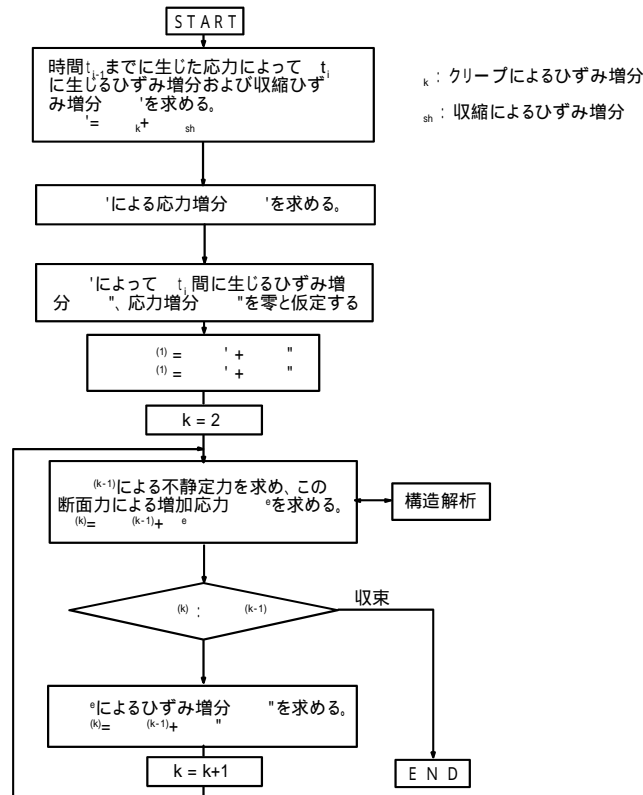 START
時間t_{i-1}までに生じた応力によって　t_i
に生じるひずみ増分および収縮ひず
み増分　'を求める。
'=　_k+　_{sh}
_k：クリープによるひずみ増分
_{sh}：収縮によるひずみ増分
'による応力増分　'を求める。
'によって　t_i間に生じるひずみ増
分　"、応力増分　"を零と仮定する
^{(1)} =　' +　"
^{(1)} =　' +　"
k = 2
^{(k-1)}による不静定力を求め、この
断面力による増加応力　^eを求める。
^{(k)}=　^{(k-1)}+　^e
構造解析
^{(k)} :　^{(k-1)}
収束
^eによるひずみ増分　"を求める。
^{(k)}=　^{(k-1)}+　"
k = k+1
END